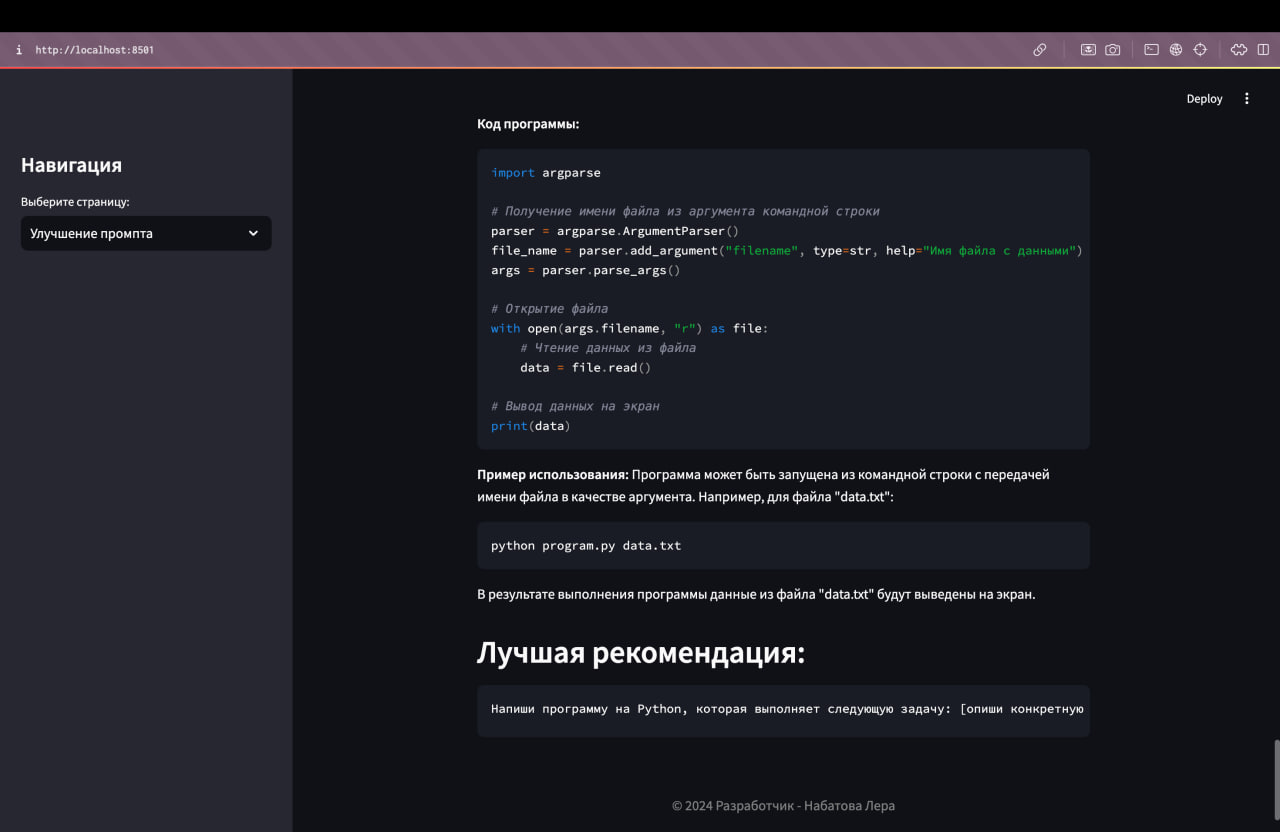 i http://localhost:8501
Deploy
Навигация
Выберите страницу:
Улучшение промпта
Код программы:
import argparse
# Получение имени файла из аргумента командной строки
parser = argparse.ArgumentParser()
file_name = parser.add_argument("filename", type=str, help="Имя файла с данными")
args = parser.parse_args()
# Открытие файла
with open(args.filename, "r") as file:
    # Чтение данных из файла
    data = file.read()
# Вывод данных на экран
print(data)
Пример использования: Программа может быть запущена из командной строки с передачей
имени файла в качестве аргумента. Например, для файла "data.txt":
python program.py data.txt
В результате выполнения программы данные из файла "data.txt" будут выведены на экран.
Лучшая рекомендация:
Напиши программу на Python, которая выполняет следующую задачу: [опиши конкретную
© 2024 Разработчик - Набатова Лера